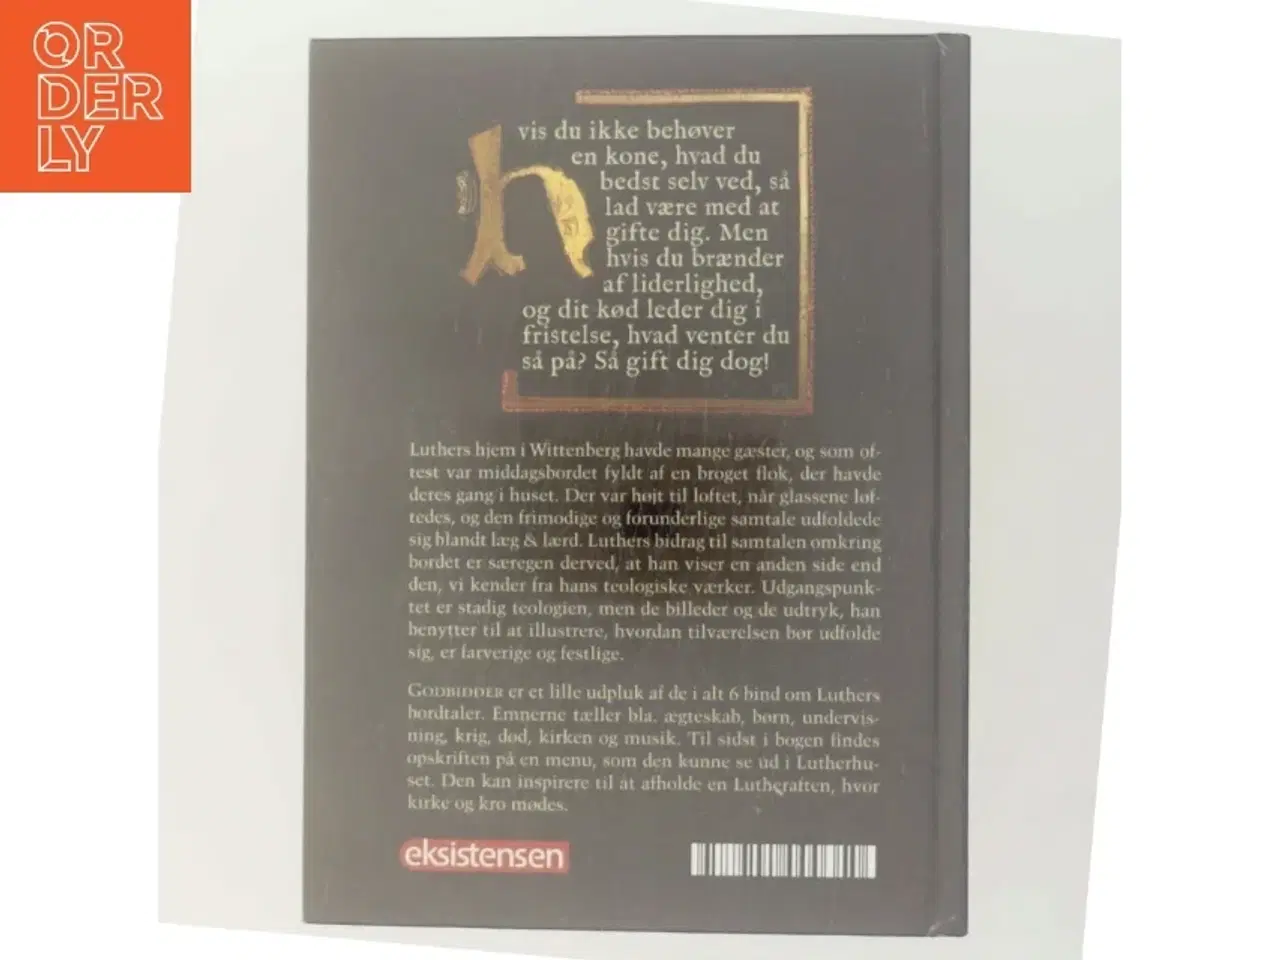 OR
DER
LY
hvis du ikke behøver
en kone, hvad du
bedst selv ved, så
lad være med at
gifte dig. Men
hvis du brænder
af liderlighed,
og dit kød leder dig i
fristelse, hvad venter du
så på? Så gift dig dog!
Luthers hjem i Wittenberg havde mange gæster, og som of-
test var middagsbordet fyldt af en broget flok, der havde
deres gang i huset. Der var højt til loftet, når glassene løf-
tedes, og den frimodige og forunderlige samtale udfoldede
sig blandt læg & lærd. Luthers bidrag til samtalen omkring
bordet er særegen derved, at han viser en anden side end
den, vi kender fra hans teologiske værker. Udgangspunk-
tet er stadig teologien, men de billeder og de udtryk, han
benytter til at illustrere, hvordan tilværelsen bør udfolde
sig, er farverige og festlige.
GODBIDDER er et lille udpluk af de i alt 6 bind om Luthers
bordtaler. Emnerne tæller bla. ægteskab, børn, undervis-
ning, krig, død, kirken og musik. Til sidst i bogen findes
opskriften på en menu, som den kunne se ud i Lutherhu-
set. Den kan inspirere til at afholde en Lutheraften, hvor
kirke og kro mødes.
eksistensen